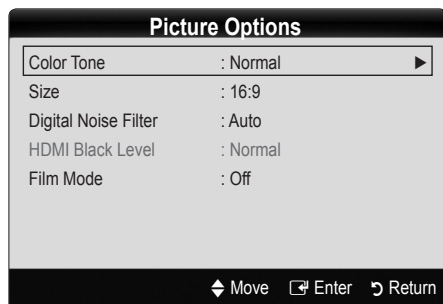 Picture Options
Color Tone : Normal ►
Size : 16:9
Digital Noise Filter : Auto
HDMI Black Level : Normal
Film Mode : Off
Move Enter Return